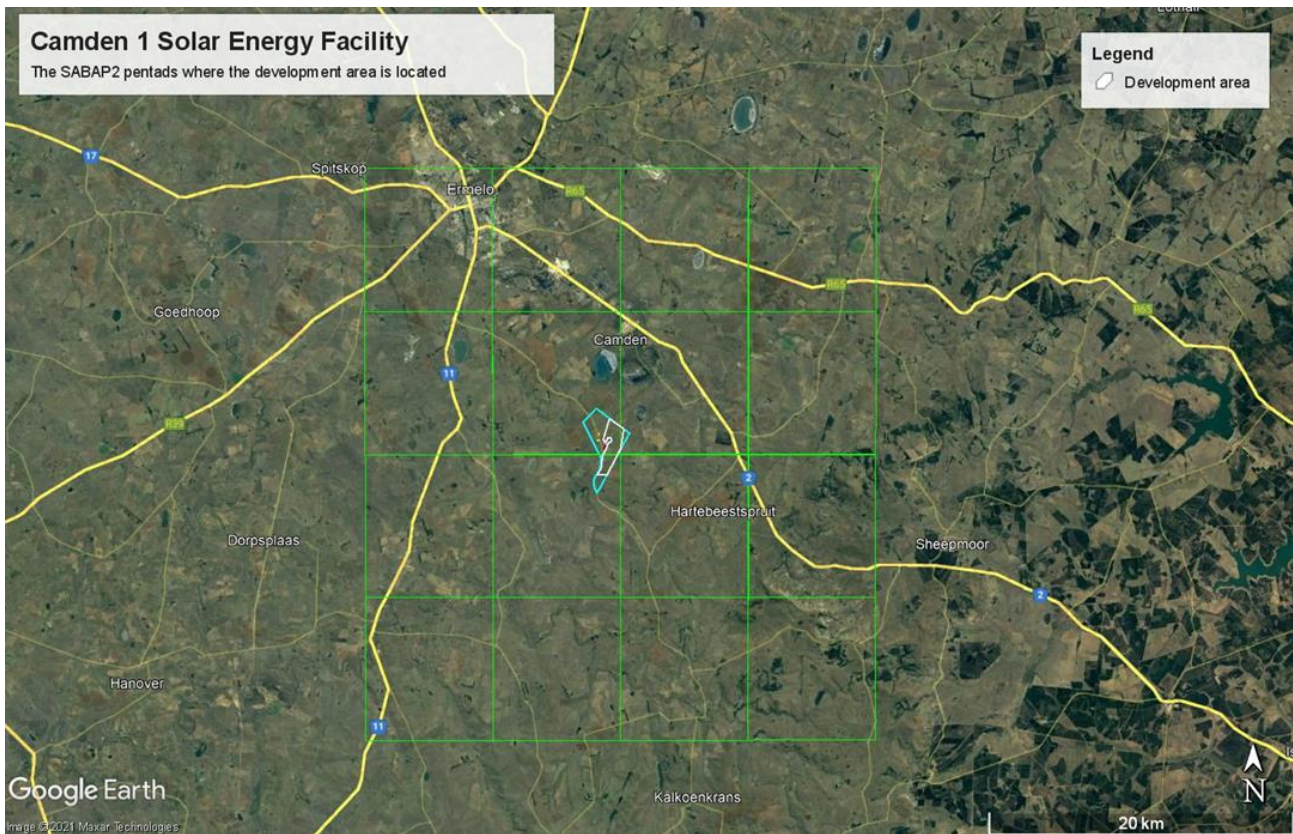 Camden 1 Solar Energy Facility
The SABAP2 pentads where the development area is located
Legend
Development area
17
Spitskop
Ermelo
R65
Goedhoop
R65
R65
Camden
11
R39
2
Hartebeestspruit
Dorpsplaas
Sheepmoor
2
Hanover
11
Kalkoenkrans
N
Google Earth
20 km
Image © 2021 Maxar Technologies